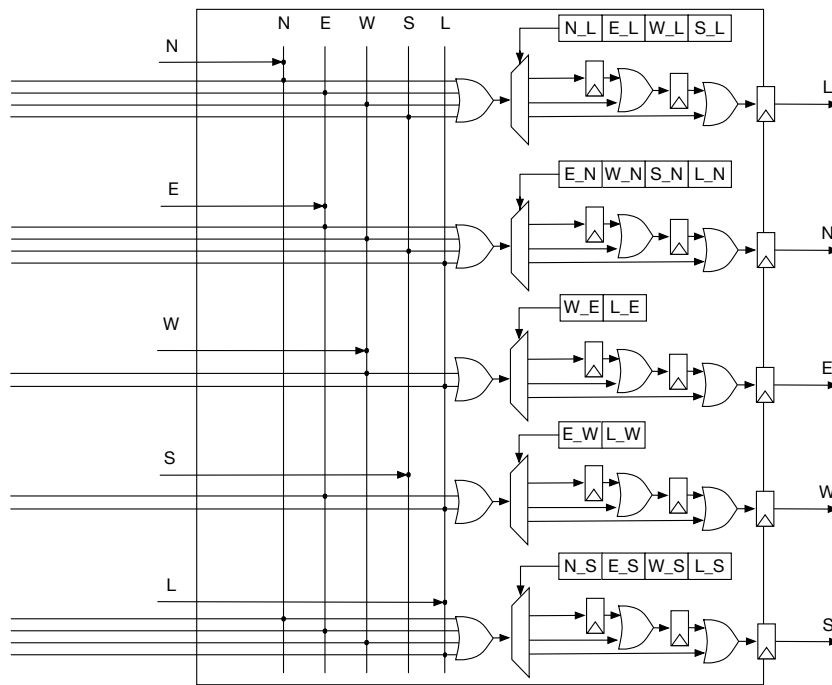 N E W S L
N_L E_L W_L S_L
N
L
E_N W_N S_N L_N
E
N
W_E L_E
W
E
E_W L_W
S
W
N_S E_S W_S L_S
L
S